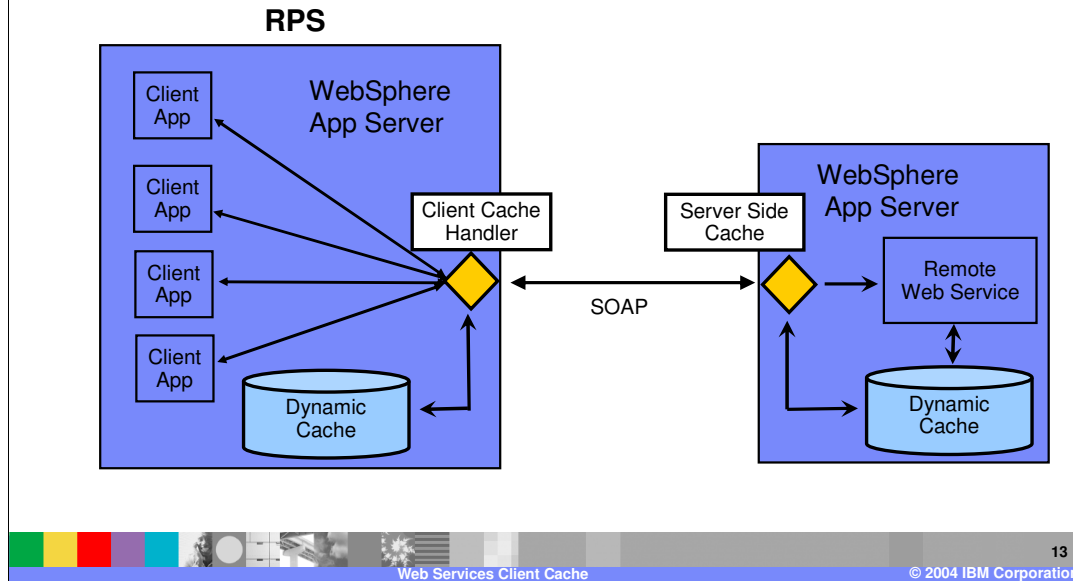 RPS
WebSphere
App Server
Client
App
Client
App
Client
App
Client
App
Client Cache
Handler
Dynamic
Cache
SOAP
Server Side
Cache
WebSphere
App Server
Remote
Web Service
Dynamic
Cache
13
Web Services Client Cache
© 2004 IBM Corporation